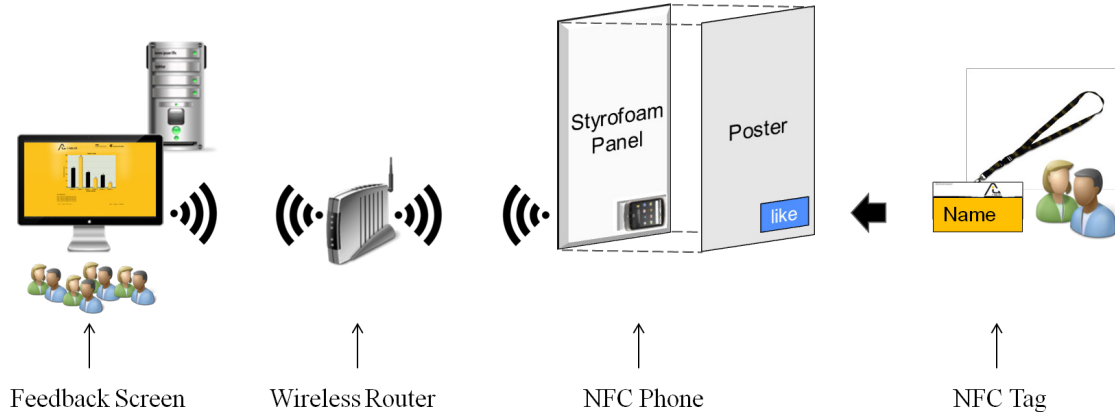 Styrofoam
Panel
Poster
like
Name
Feedback Screen
Wireless Router
NFC Phone
NFC Tag